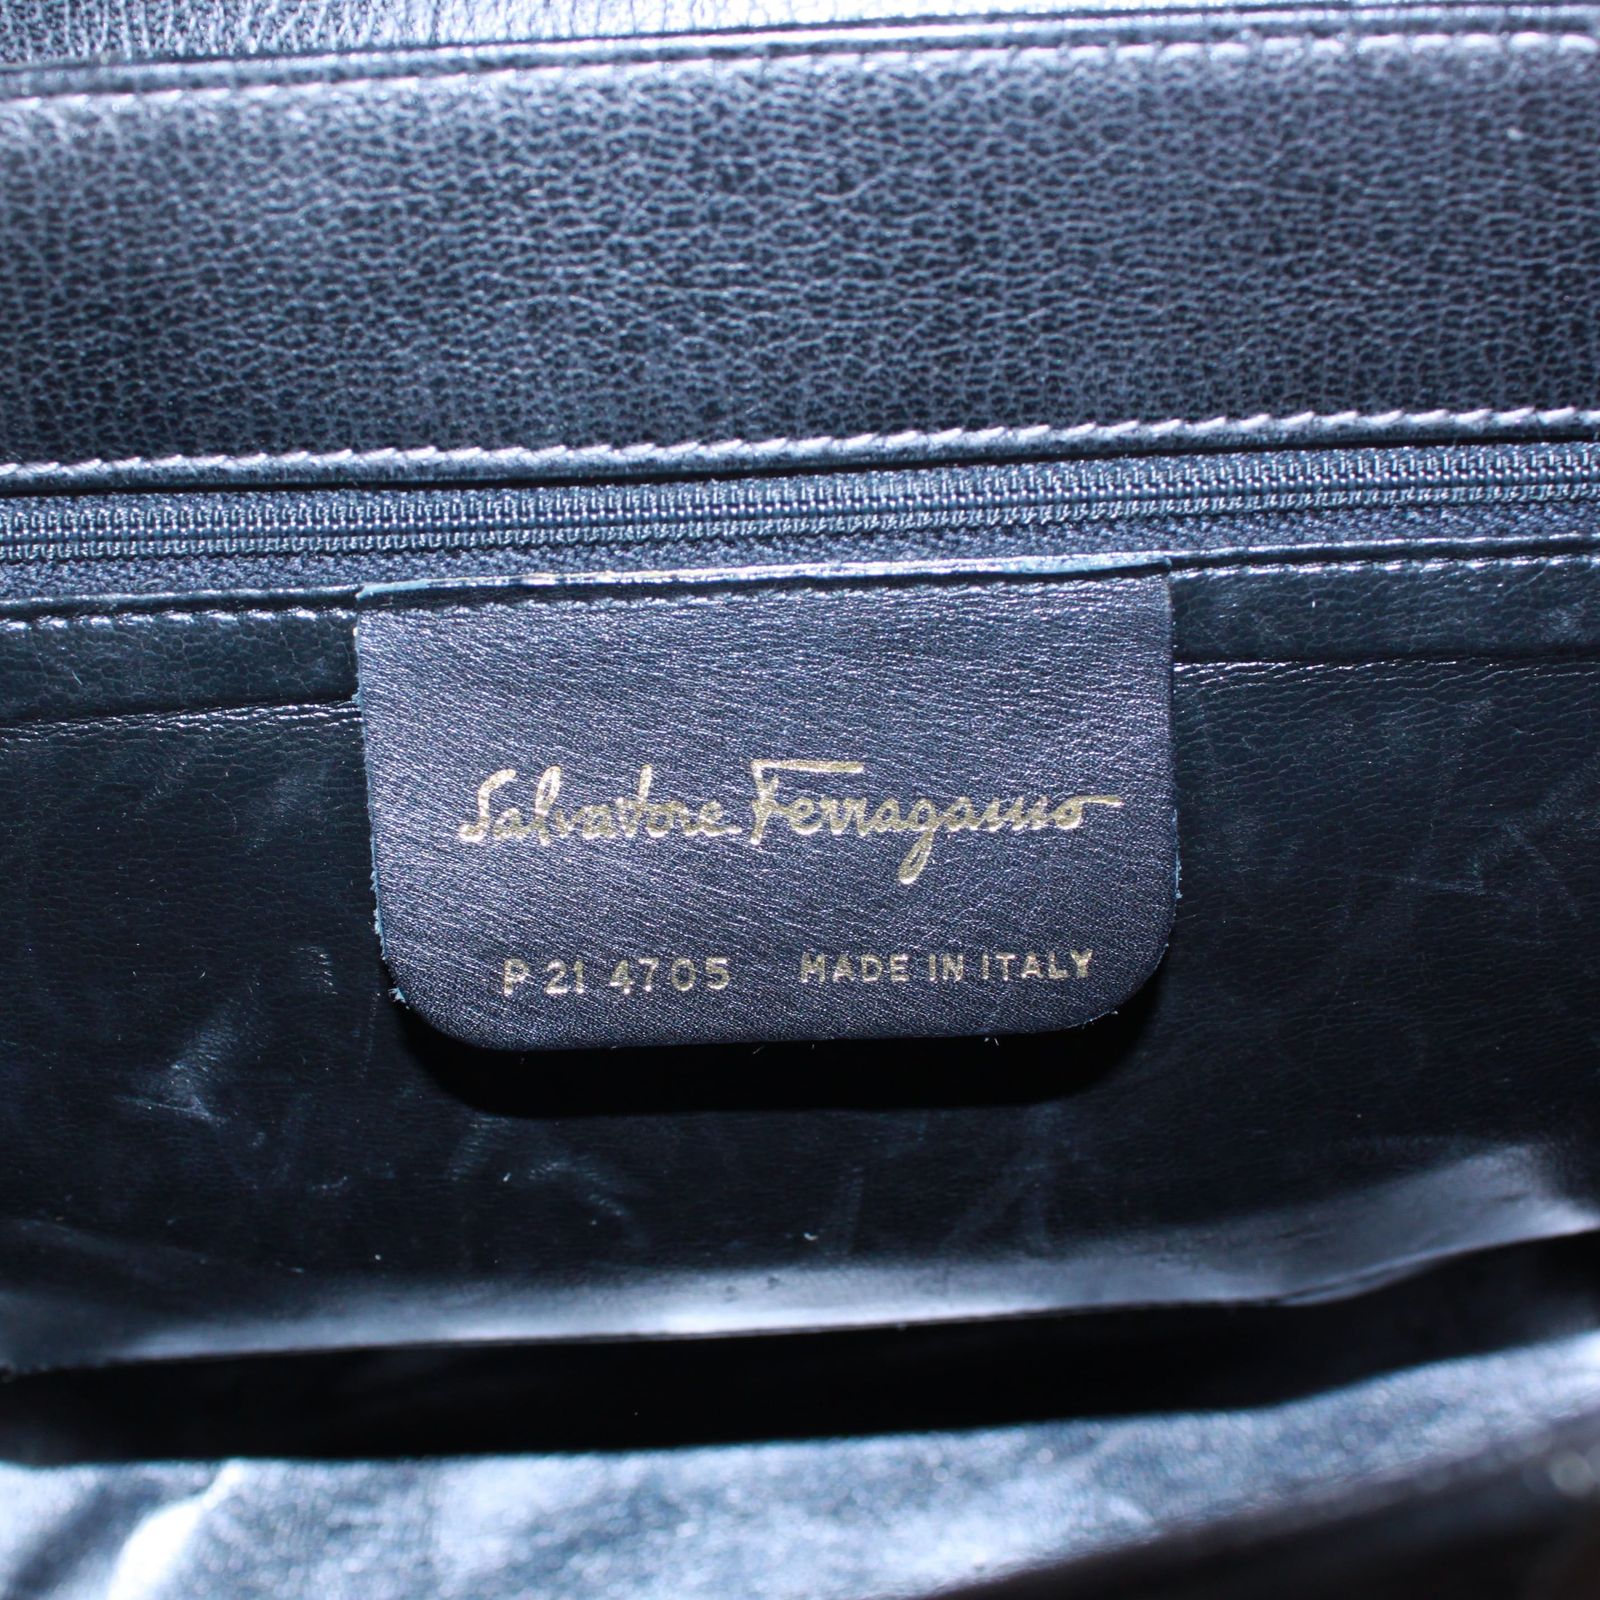 Salvatore Ferragamo
P 21 4705 MADE IN ITALY